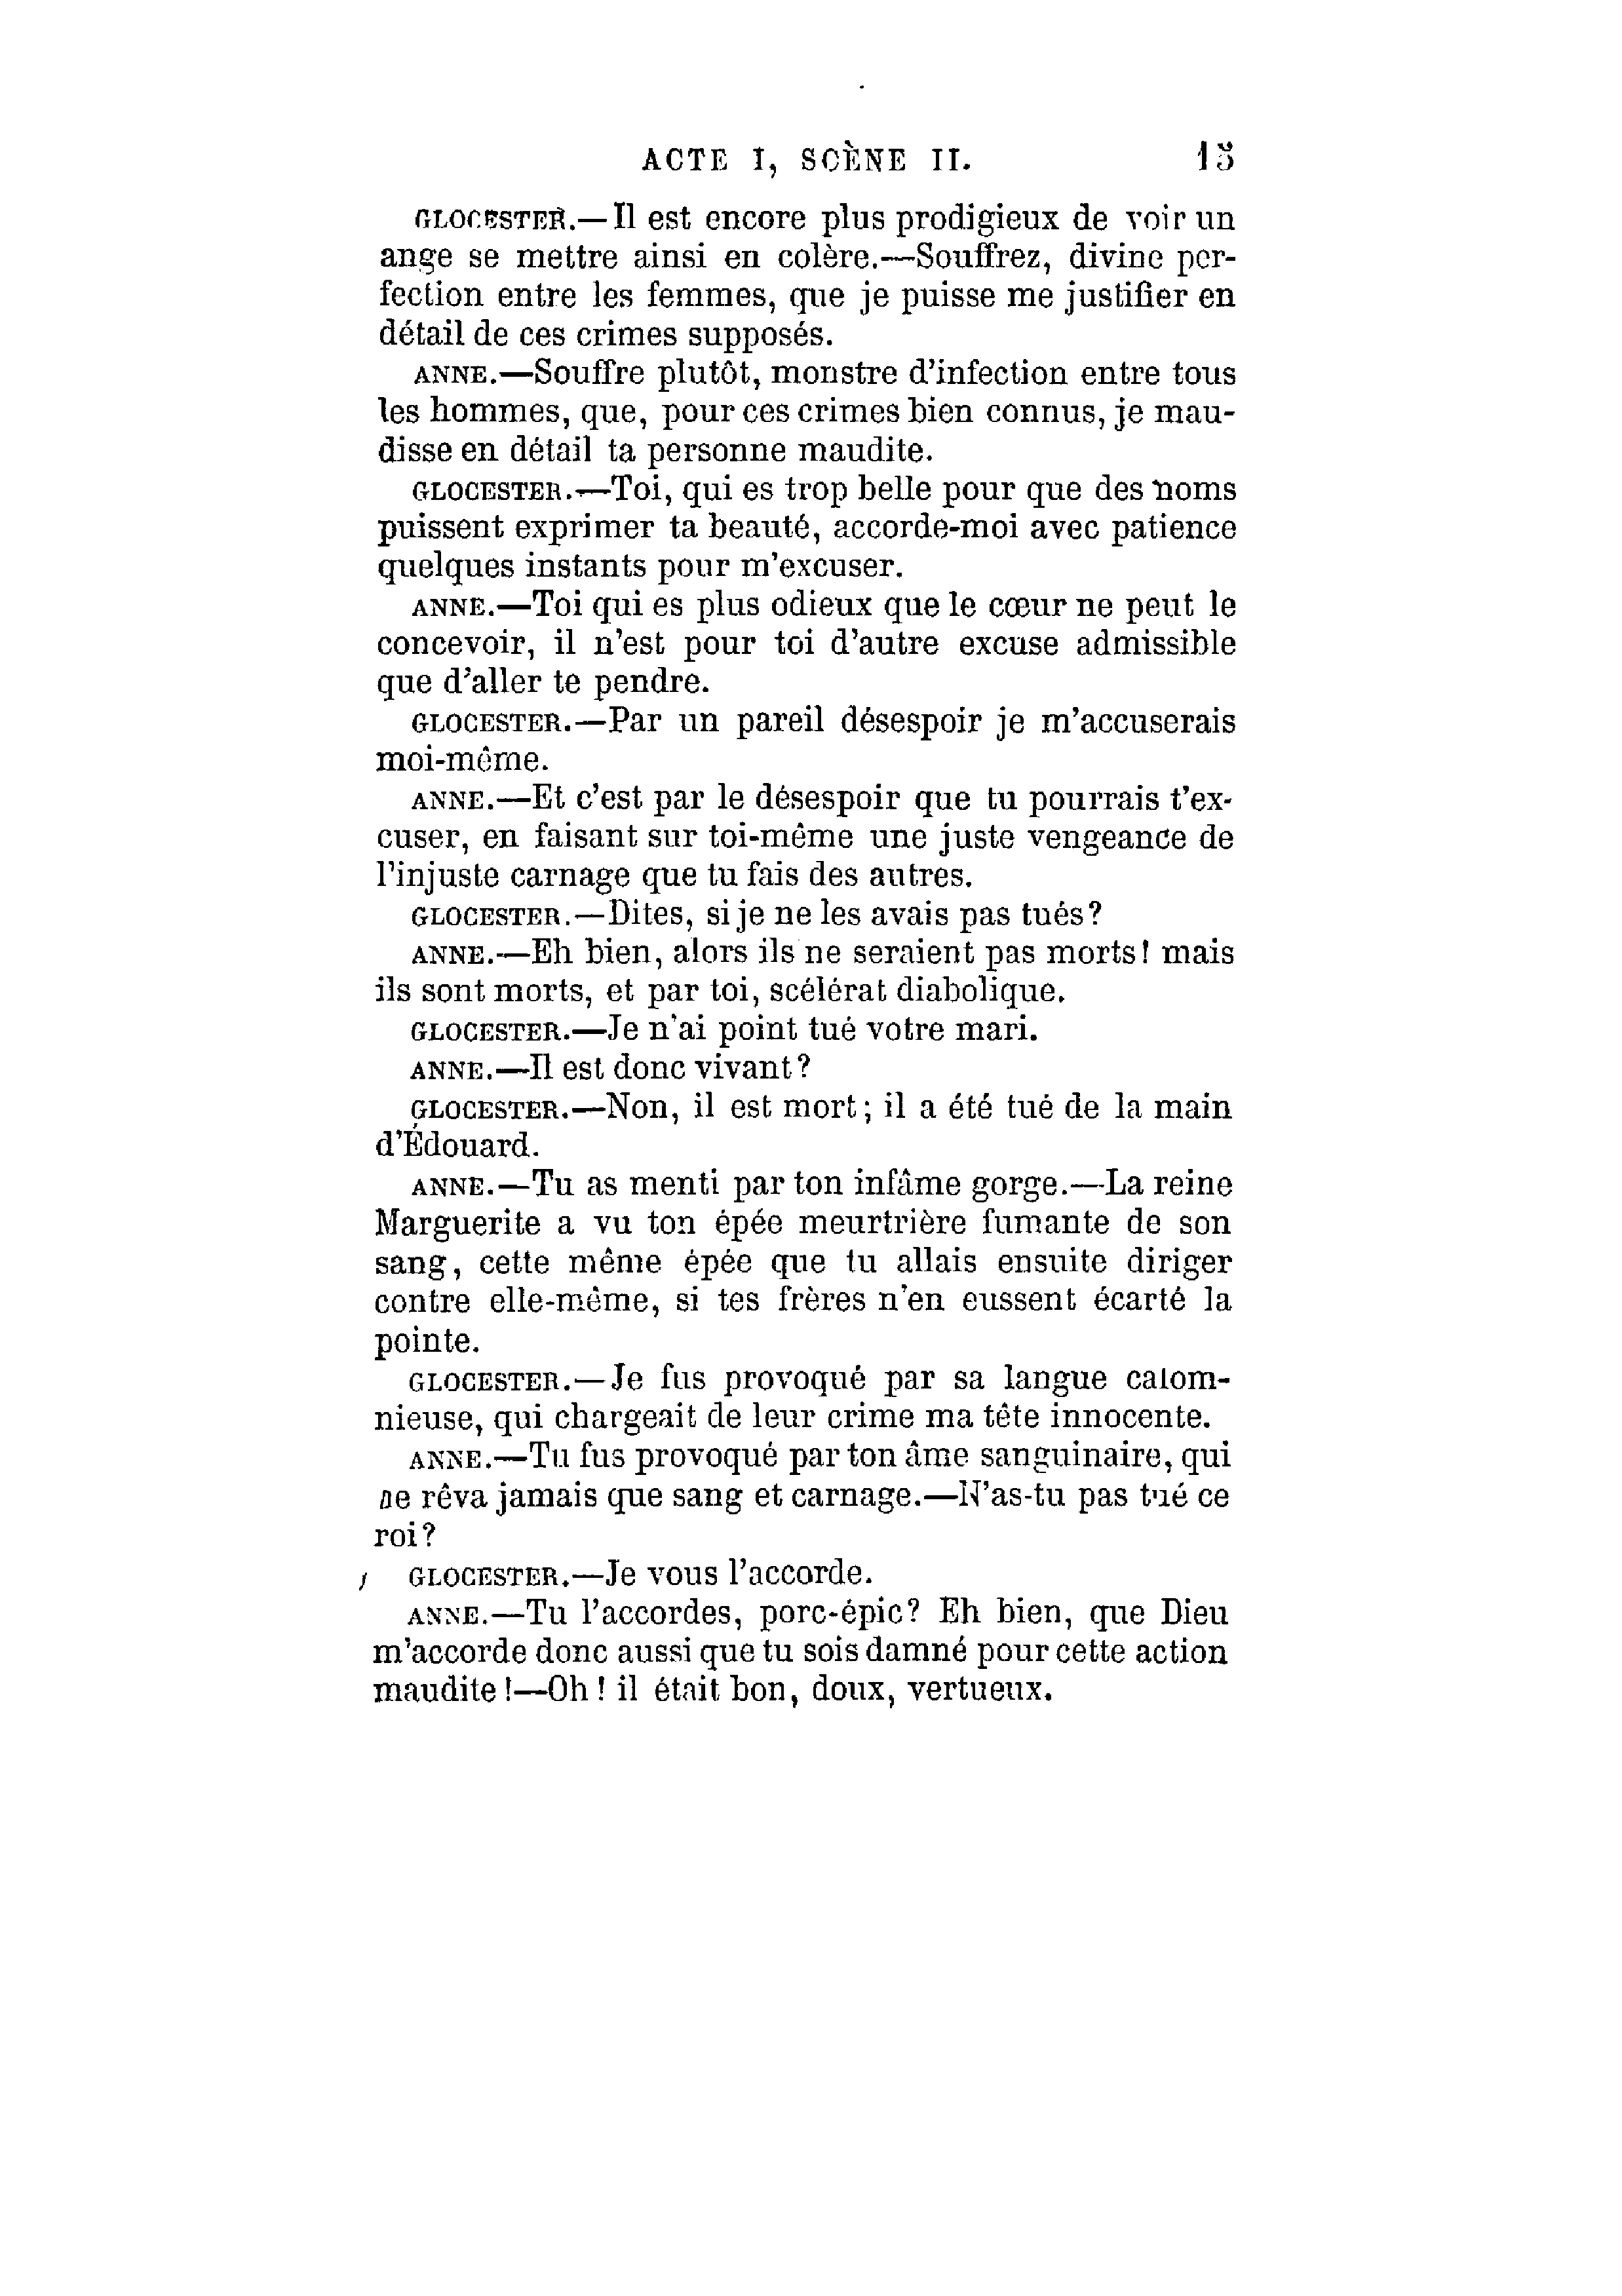 ACTE I, SCÈNE II. 15
GLOCESTER.—Il est encore plus prodigieux de voir un
ange se mettre ainsi en colère.—Souffrez, divine per-
fection entre les femmes, que je puisse me justifier en
détail de ces crimes supposés.
ANNE.—Souffre plutôt, monstre d'infection entre tous
les hommes, que, pour ces crimes bien connus, je mau-
disse en détail ta personne maudite.
GLOCESTER.—Toi, qui es trop belle pour que des noms
puissent exprimer ta beauté, accorde-moi avec patience
quelques instants pour m'excuser.
ANNE.—Toi qui es plus odieux que le cœur ne peut le
concevoir, il n'est pour toi d'autre excuse admissible
que d'aller te pendre.
GLOCESTER.—Par un pareil désespoir je m'accuserais
moi-même.
ANNE.—Et c'est par le désespoir que tu pourrais t'ex-
cuser, en faisant sur toi-même une juste vengeance de
l'injuste carnage que tu fais des autres.
GLOCESTER.—Dites, si je ne les avais pas tués?
ANNE.—Eh bien, alors ils ne seraient pas morts! mais
ils sont morts, et par toi, scélérat diabolique.
GLOCESTER.—Je n'ai point tué votre mari.
ANNE.—Il est donc vivant?
GLOCESTER.—Non, il est mort; il a été tué de la main
d'Édouard.
ANNE.—Tu as menti par ton infâme gorge.—La reine
Marguerite a vu ton épée meurtrière fumante de son
sang, cette même épée que tu allais ensuite diriger
contre elle-même, si tes frères n'en eussent écarté la
pointe.
GLOCESTER.—Je fus provoqué par sa langue calom-
nieuse, qui chargeait de leur crime ma tête innocente.
ANNE.—Tu fus provoqué par ton âme sanguinaire, qui
ne rêva jamais que sang et carnage.—N'as-tu pas tué ce
roi?
GLOCESTER.—Je vous l'accorde.
ANNE.—Tu l'accordes, porc-épic? Eh bien, que Dieu
m'accorde donc aussi que tu sois damné pour cette action
maudite!—Oh! il était bon, doux, vertueux.